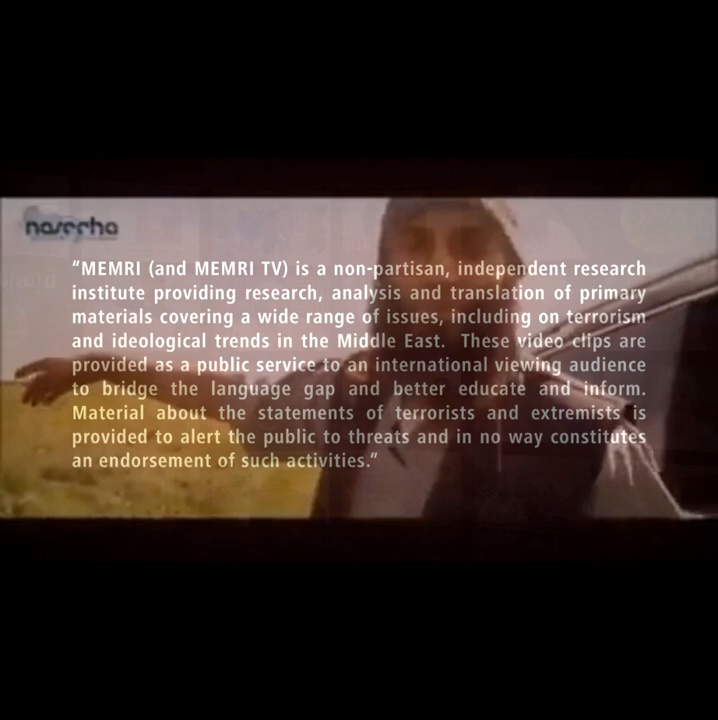 naseeha
“MEMRI (and MEMRI TV) is a non-partisan, independent research
institute providing research, analysis and translation of primary
materials covering a wide range of issues, including on terrorism
and ideological trends in the Middle East. These video clips are
provided as a public service to an international viewing audience
to bridge the language gap and better educate and inform.
Material about the statements of terrorists and extremists is
provided to alert the public to threats and in no way constitutes
an endorsement of such activities.”